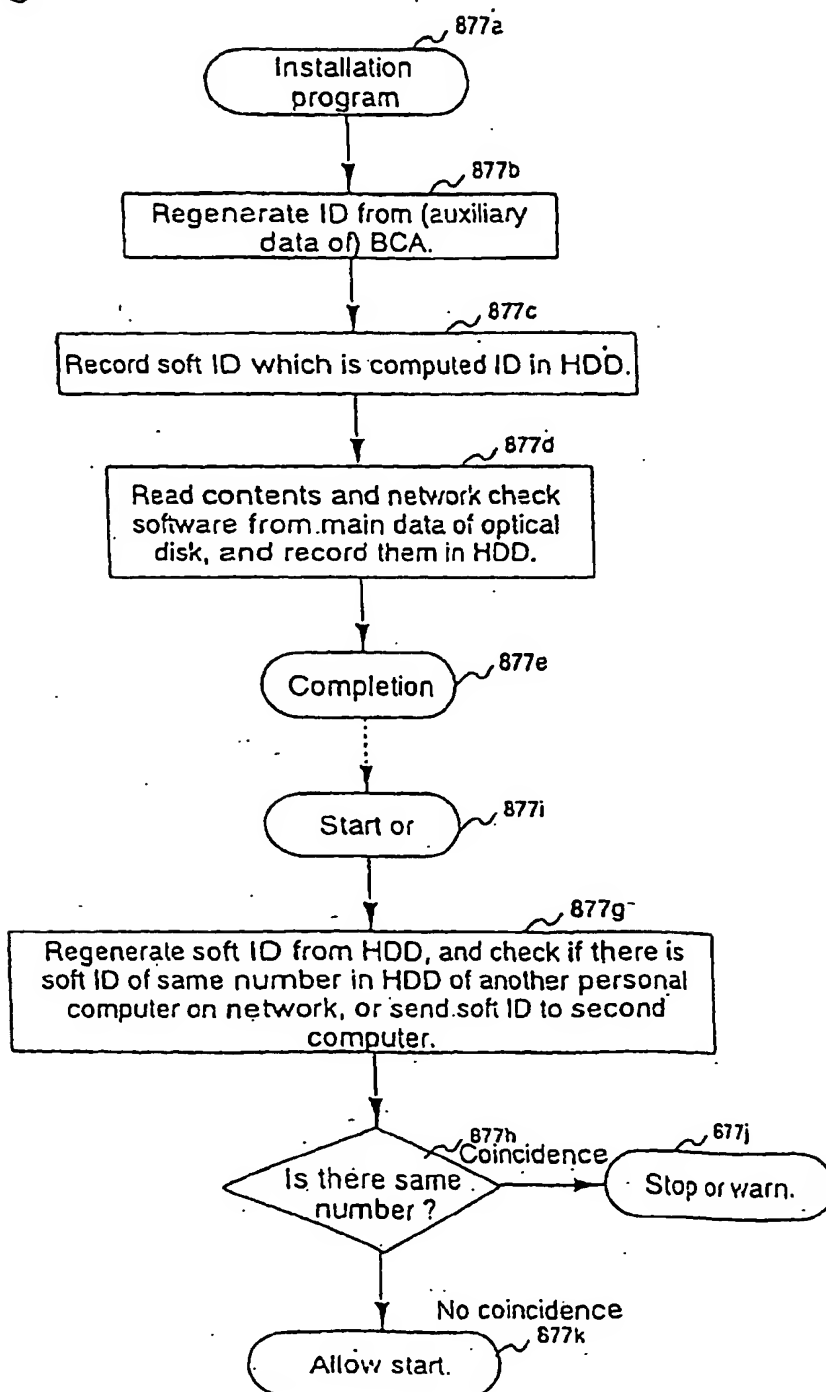 877a
Installation
program
877b
Regenerate ID from (auxiliary
data of) BCA.
877c
Record soft ID which is computed ID in HDD.
877d
Read contents and network check
software from main data of optical
disk, and record them in HDD.
877e
Completion
877i
Start or
877g
Regenerate soft ID from HDD, and check if there is
soft ID of same number in HDD of another personal
computer on network, or send soft ID to second
computer.
877h
Coincidence
677j
Is there same
number ?
Stop or warn.
No coincidence
877k
Allow start.